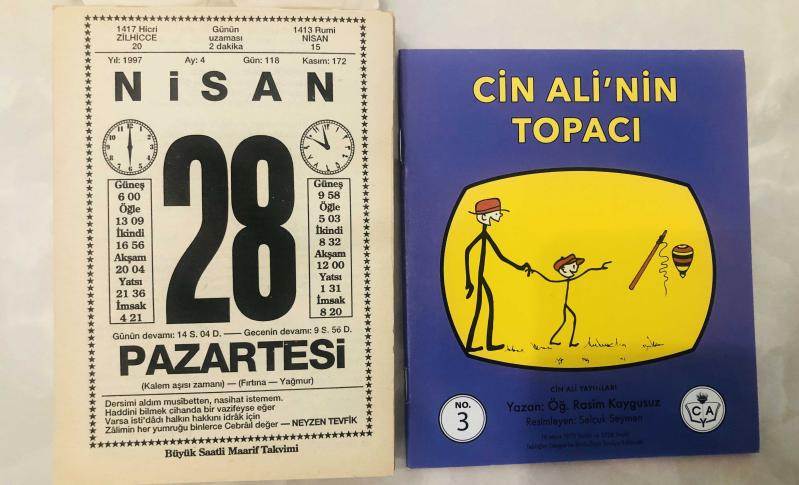 1417 Hicri
ZİLHİCCE
20
Günün
uzaması
2 dakika
1413 Rumi
NİSAN
15
Yıl: 1997 Ay: 4 Gün: 118 Kasım: 172
NİSAN
28
Güneş
6 00
Öğle
13 09
İkindi
16 56
Akşam
20 04
Yatsı
21 36
İmsak
4 21
Güneş
9 58
Öğle
5 03
İkindi
8 32
Akşam
12 00
Yatsı
1 31
İmsak
8 20
Günün devamı: 14 S. 04 D. — Gecenin devamı: 9 S. 56 D.
PAZARTESİ
(Kalem aşısı zamanı) — (Fırtına — Yağmur)
Dersimi aldım musibetten, nasihat istemem.
Haddini bilmek cihanda bir vazifeyse eğer
Varsa isti'dâdı halkın hakkını idrâk için
Zâlimin her yumruğu binlerce Cebrâil değer — NEYZEN TEVFİK
Büyük Saatli Maarif Takvimi
CİN ALİ'NİN
TOPACI
CİN ALİ YAYINLARI
NO.
3
Yazan: Öğ. Rasim Kaygusuz
Resimleyen: Selçuk Seymen
C A